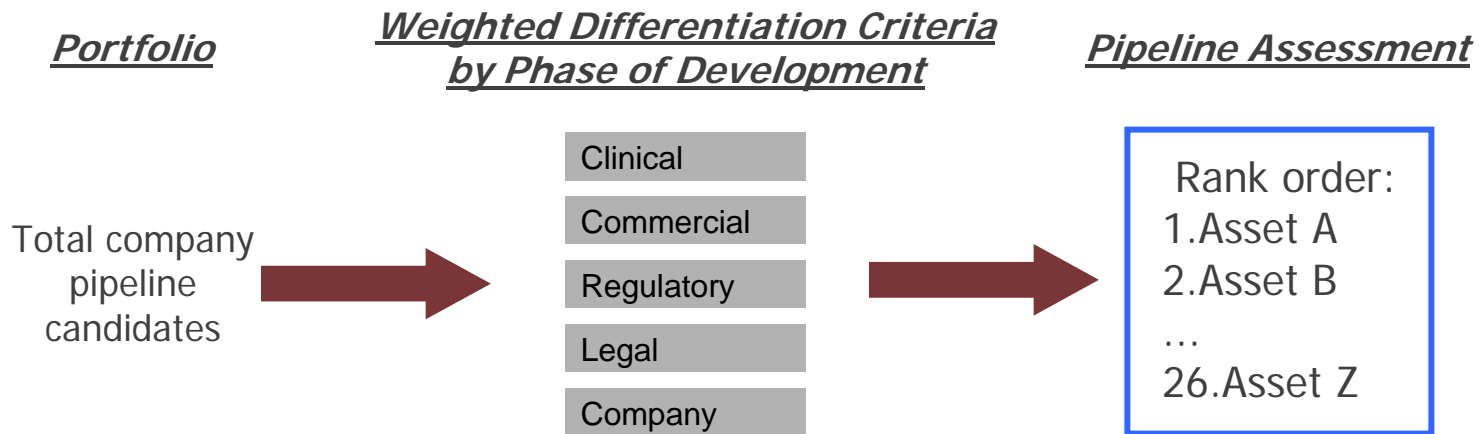 Portfolio
Weighted Differentiation Criteria
by Phase of Development
Pipeline Assessment
Total company
pipeline
candidates
Clinical
Commercial
Regulatory
Legal
Company
Rank order:
1.Asset A
2.Asset B
...
26.Asset Z